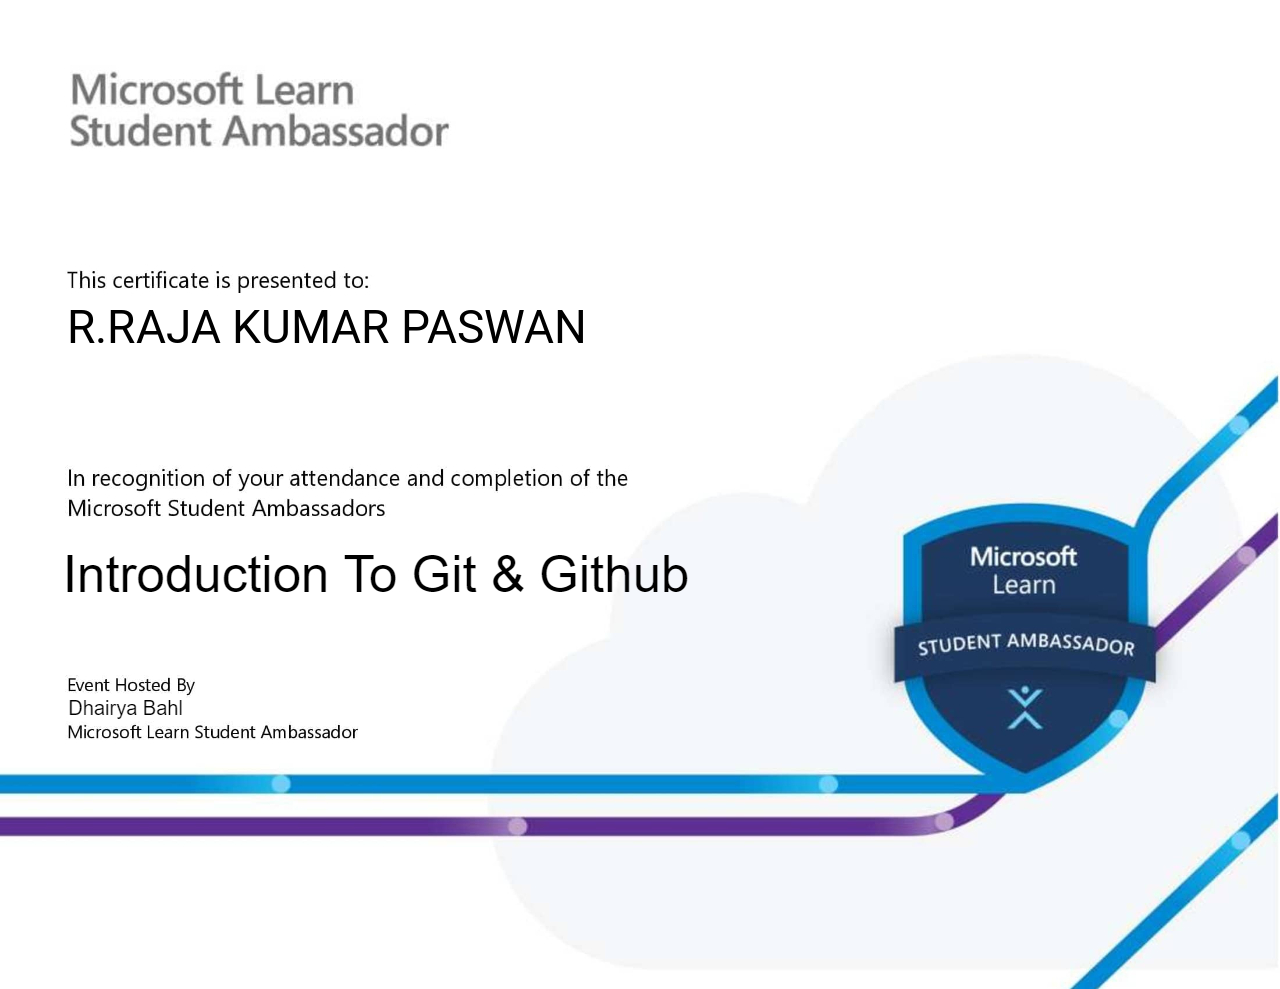 Microsoft Learn
Student Ambassador
This certificate is presented to:
R.RAJA KUMAR PASWAN
In recognition of your attendance and completion of the
Microsoft Student Ambassadors
Introduction To Git & Github
Microsoft
Learn
STUDENT AMBASSADOR
Event Hosted By
Dhairya Bahl
Microsoft Learn Student Ambassador